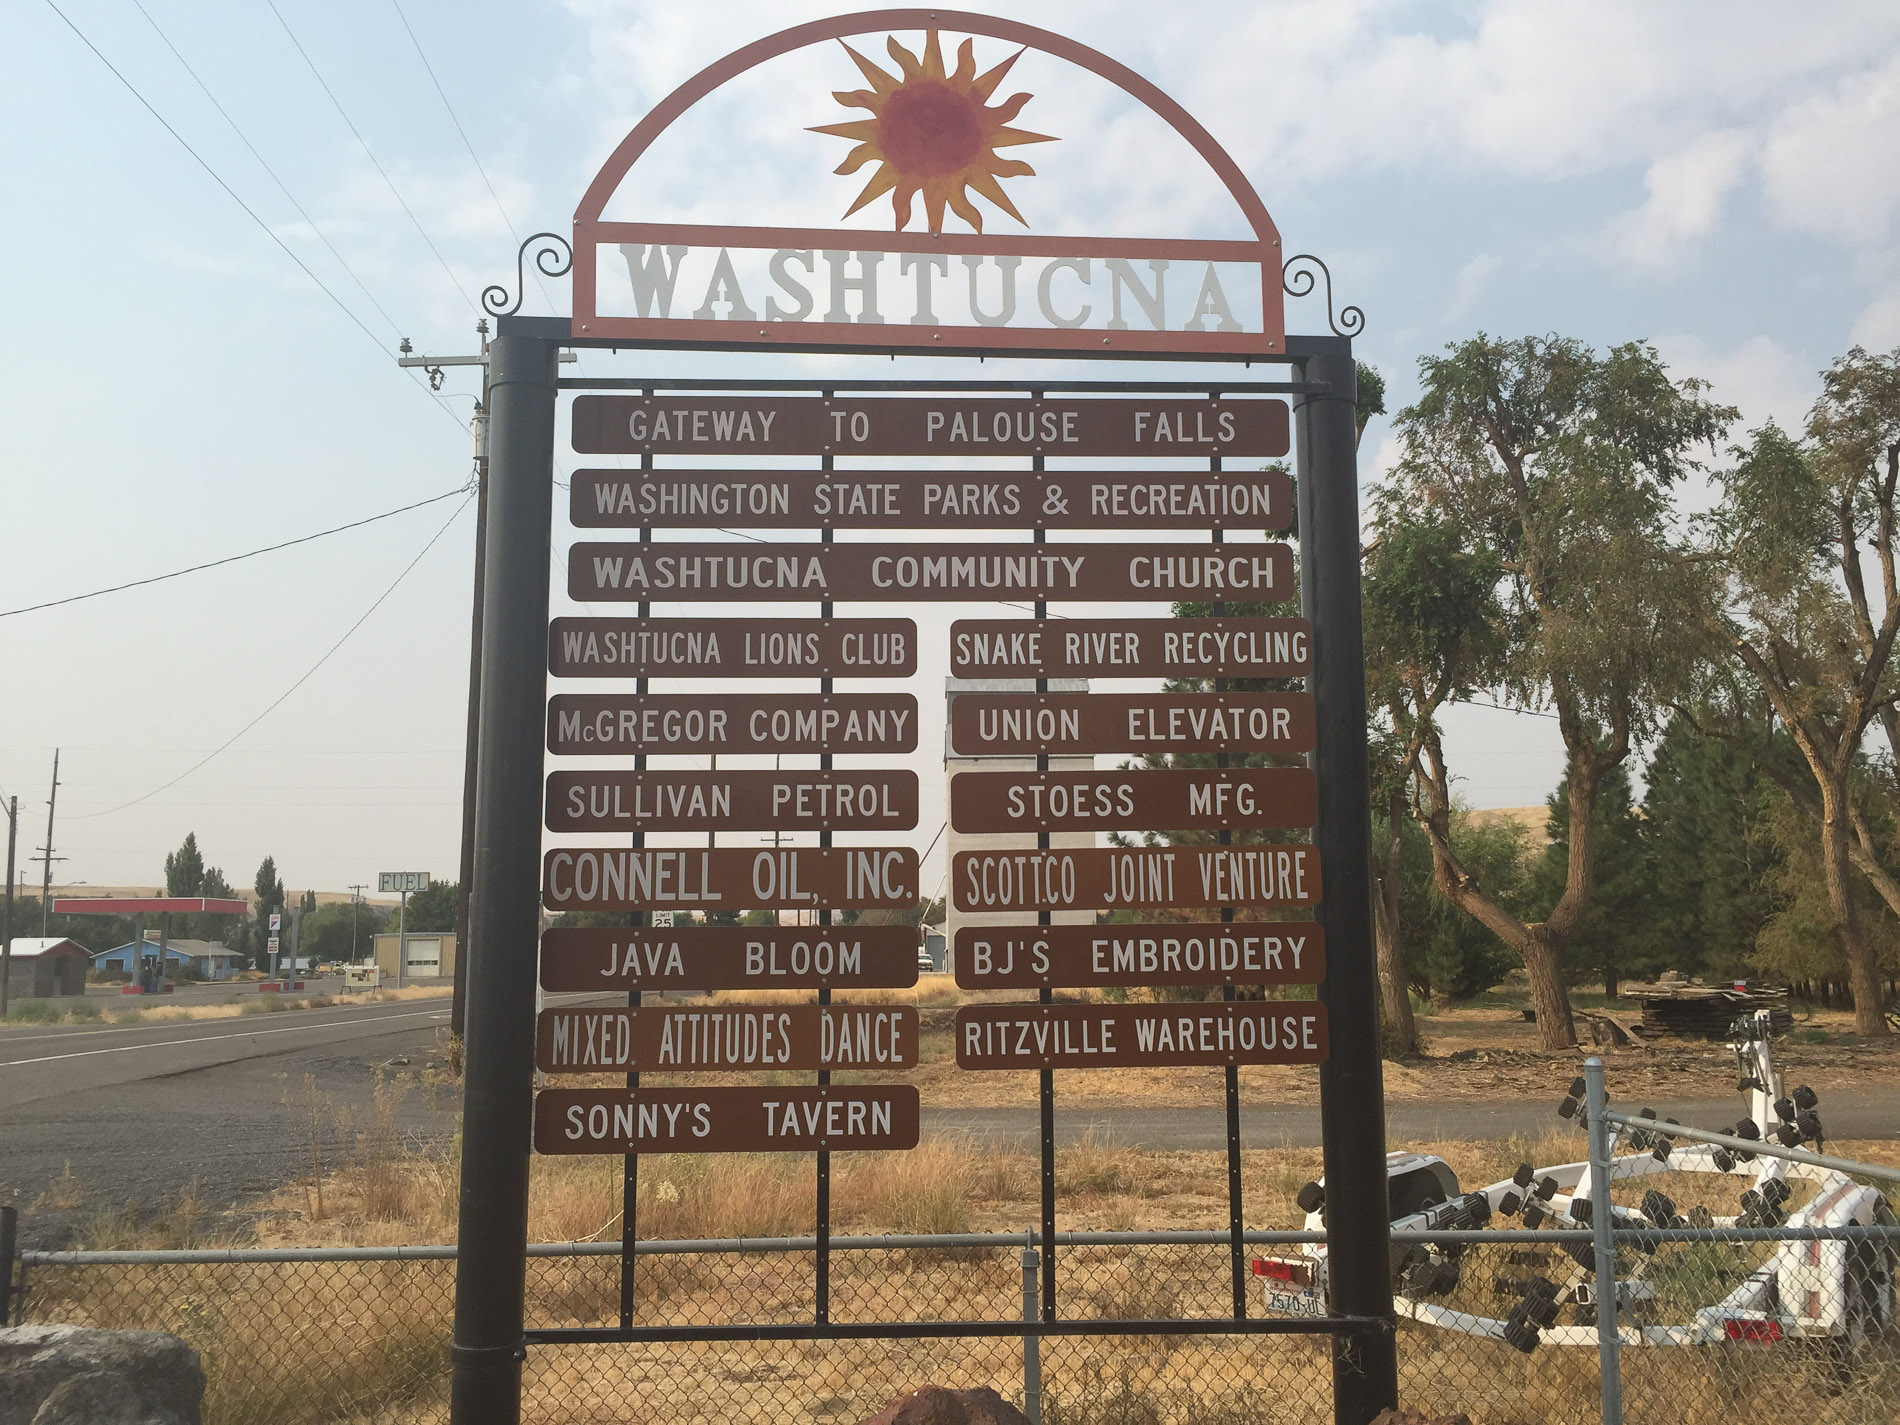 WASHTUCNA
GATEWAY TO PALOUSE FALLS
WASHINGTON STATE PARKS & RECREATION
WASHTUCNA COMMUNITY CHURCH
WASHTUCNA LIONS CLUB
SNAKE RIVER RECYCLING
McGREGOR COMPANY
UNION ELEVATOR
SULLIVAN PETROL
STOESS MFG.
CONNELL OIL, INC.
SCOTTCO JOINT VENTURE
JAVA BLOOM
BJ'S EMBROIDERY
MIXED ATTITUDES DANCE
RITZVILLE WAREHOUSE
SONNY'S TAVERN
FUEL
LIMIT
25